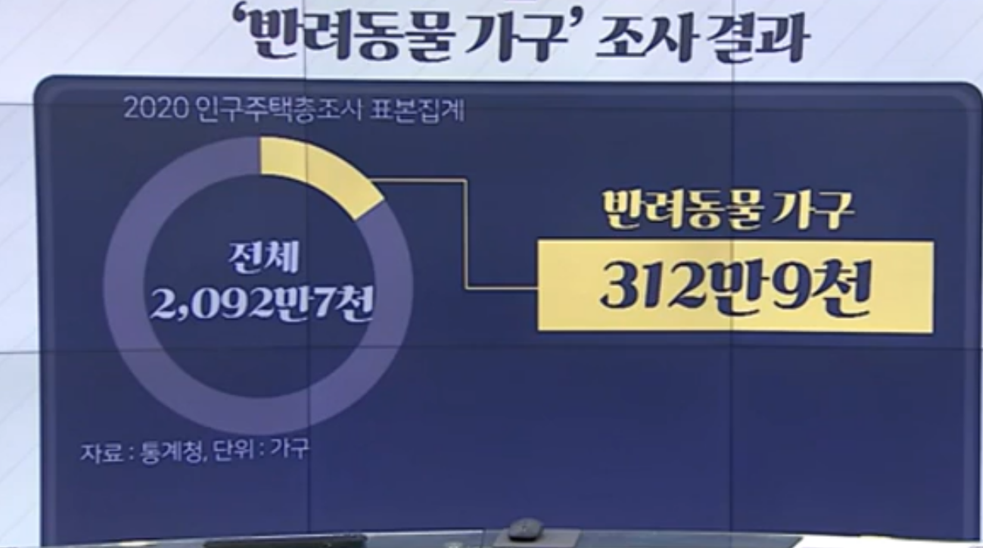 ‘반려동물 가구’ 조사 결과
2020 인구주택총조사 표본집계
전체
2,092만7천
반려동물 가구
312만9천
자료 : 통계청, 단위 : 가구